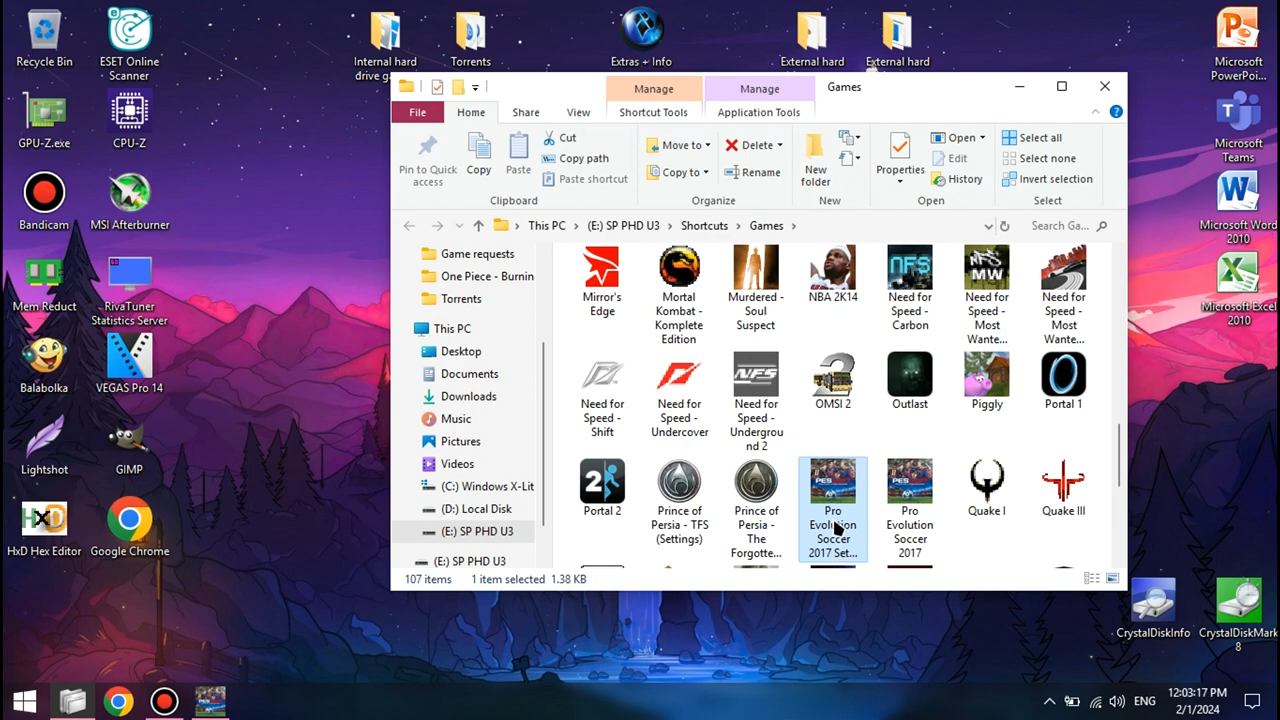 Recycle Bin
ESET Online
Scanner
Internal hard
Torrents
Extras + Info
External hard
External hard
Microsoft
PowerPoi...
GPU-Z.exe
CPU-Z
Microsoft
Teams
Bandicam
MSI Afterburner
Microsoft Word
2010
Mem Reduct
RivaTuner
Statistics Server
Microsoft Excel
2010
Balabolka
VEGAS Pro 14
Lightshot
GIMP
HxD
HxD Hex Editor
Google Chrome
CrystalDiskInfo
CrystalDiskMark
8
Manage
Manage
Games
File
Home
Share
View
Shortcut Tools
Application Tools
Pin to Quick
access
Copy
Paste
Cut
Copy path
Paste shortcut
Clipboard
Move to
Copy to
Delete
Rename
Organize
New
folder
New
Properties
Open
Edit
History
Open
Select all
Select none
Invert selection
Select
This PC
(E:) SP PHD U3
Shortcuts
Games
Search Ga...
Game requests
One Piece - Burnin
Torrents
This PC
Desktop
Documents
Downloads
Music
Pictures
Videos
(C:) Windows X-Lit
(D:) Local Disk
(E:) SP PHD U3
(E:) SP PHD U3
Mirror's
Edge
Mortal
Kombat -
Komplete
Edition
Murdered -
Soul
Suspect
NBA 2K14
NFS
Need for
Speed -
Carbon
NFS
MW
Need for
Speed -
Most
Wante...
Need for
Speed -
Most
Wante...
Need for
Speed -
Shift
Need for
Speed -
Undercover
NFS
Need for
Speed -
Undergrou
nd 2
2
OMSI 2
Outlast
Piggly
Portal 1
2
Portal 2
Prince of
Persia - TFS
(Settings)
Prince of
Persia -
The
Forgotte...
Pro
Evolution
Soccer
2017 Set...
Pro
Evolution
Soccer
2017
Quake I
Quake III
107 items
1 item selected 1.38 KB
ENG
12:03:17 PM
2/1/2024